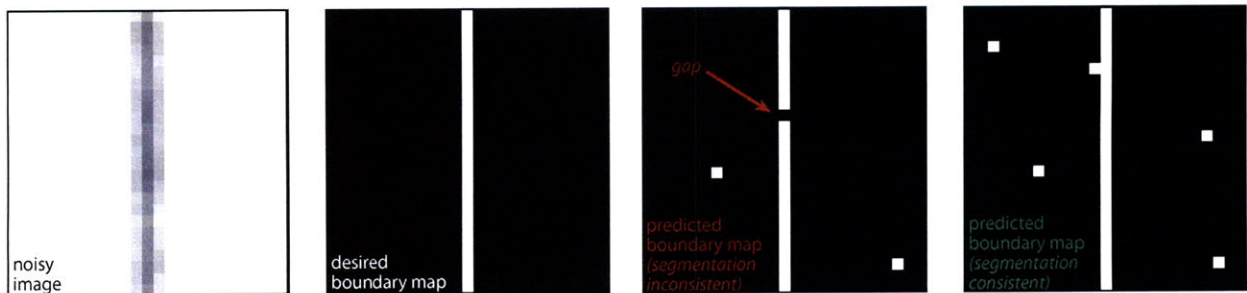 noisy
image
desired
boundary map
gap
predicted
boundary map
(segmentation
inconsistent)
predicted
boundary map
(segmentation
consistent)